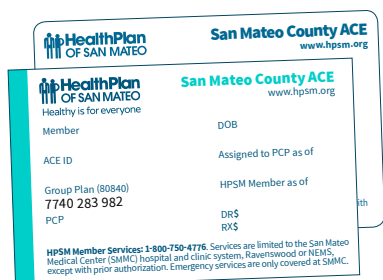 HealthPlan
OF SAN MATEO
San Mateo County ACE
www.hpsm.org
HealthPlan
OF SAN MATEO
Healthy is for everyone
San Mateo County ACE
www.hpsm.org
Member
DOB
ACE ID
Assigned to PCP as of
Group Plan (80840)
7740 283 982
HPSM Member as of
PCP
DR$
RX$
HPSM Member Services: 1-800-750-4776. Services are limited to the San Mateo
Medical Center (SMMC) hospital and clinic system, Ravenswood or NEMS,
except with prior authorization. Emergency services are only covered at SMMC.